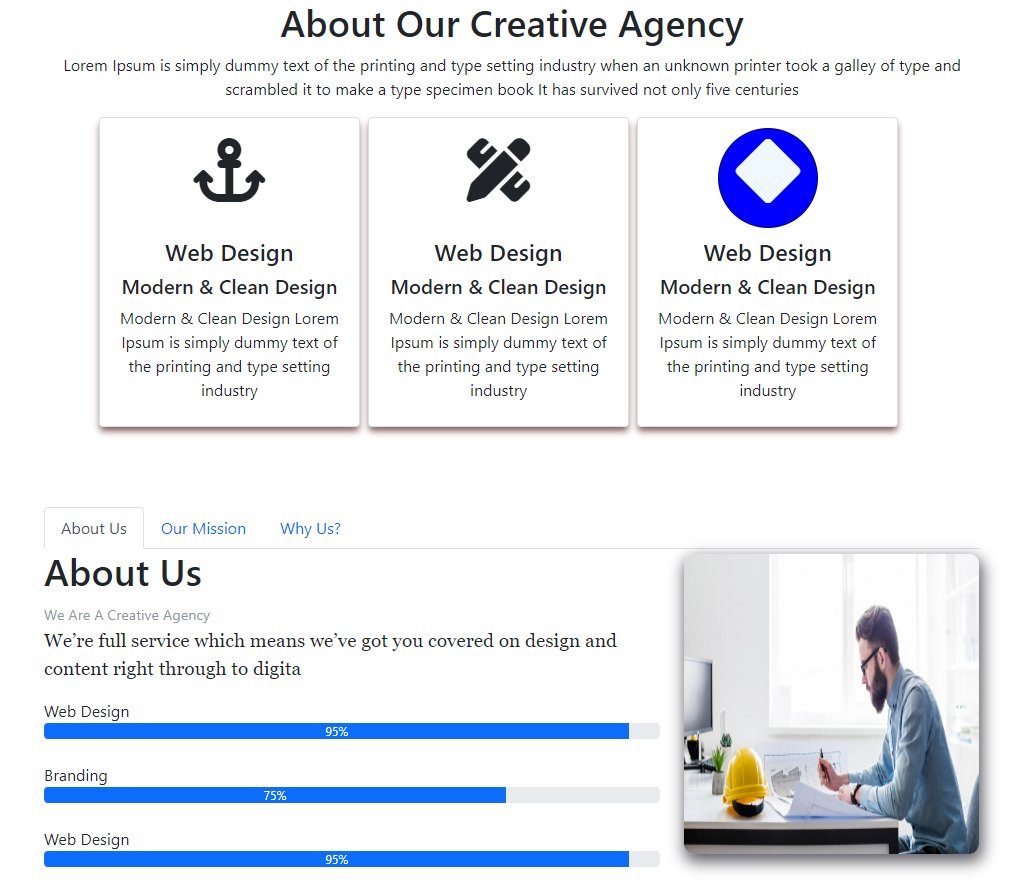 About Our Creative Agency
Lorem Ipsum is simply dummy text of the printing and type setting industry when an unknown printer took a galley of type and
scrambled it to make a type specimen book It has survived not only five centuries
Web Design
Modern & Clean Design
Modern & Clean Design Lorem
Ipsum is simply dummy text of
the printing and type setting
industry
Web Design
Modern & Clean Design
Modern & Clean Design Lorem
Ipsum is simply dummy text of
the printing and type setting
industry
Web Design
Modern & Clean Design
Modern & Clean Design Lorem
Ipsum is simply dummy text of
the printing and type setting
industry
About Us
Our Mission
Why Us?
About Us
We Are A Creative Agency
We’re full service which means we’ve got you covered on design and
content right through to digita
Web Design
95%
Branding
75%
Web Design
95%